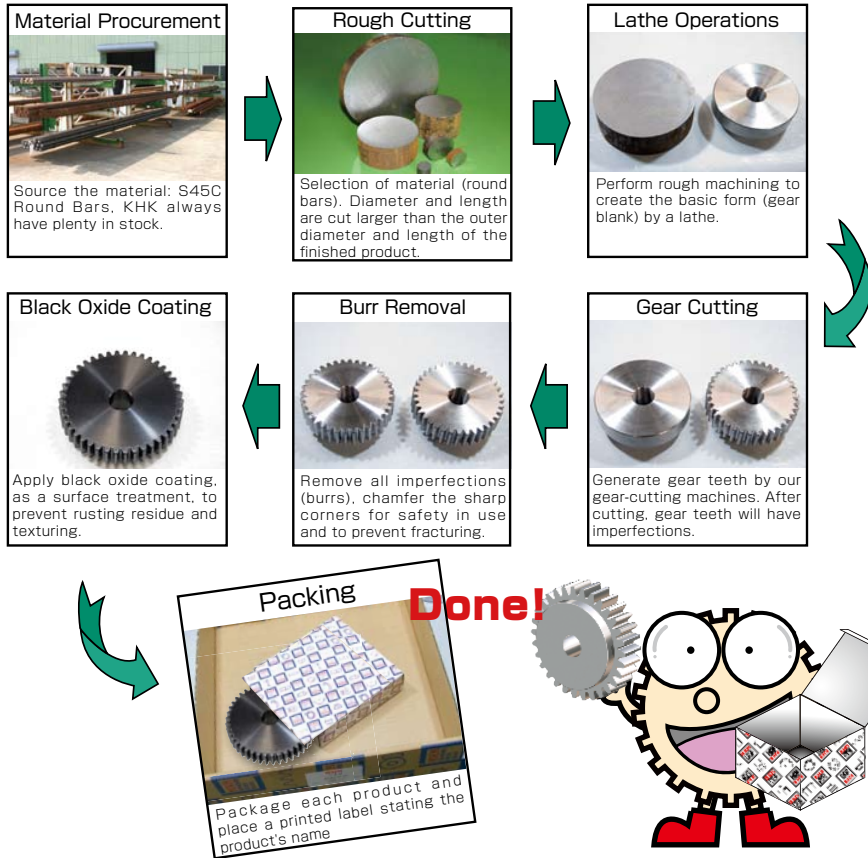 Material Procurement
Source the material: S45C
Round Bars, KHK always
have plenty in stock.
Rough Cutting
Selection of material (round
bars). Diameter and length
are cut larger than the outer
diameter and length of the
finished product.
Lathe Operations
Perform rough machining to
create the basic form (gear
blank) by a lathe.
Gear Cutting
Generate gear teeth by our
gear-cutting machines. After
cutting, gear teeth will have
imperfections.
Burr Removal
Remove all imperfections
(burrs), chamfer the sharp
corners for safety in use
and to prevent fracturing.
Black Oxide Coating
Apply black oxide coating,
as a surface treatment, to
prevent rusting residue and
texturing.
Packing
Package each product and
place a printed label stating the
product's name
Done!